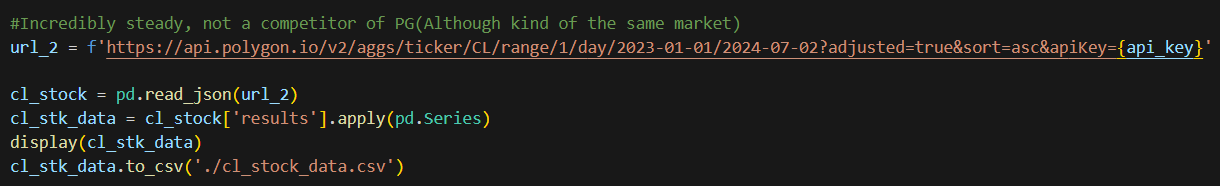 #Incredibly steady, not a competitor of PG(Although kind of the same market)
url_2 = f'https://api.polygon.io/v2/aggs/ticker/CL/range/1/day/2023-01-01/2024-07-02?adjusted=true&sort=asc&apiKey={api_key}'
cl_stock = pd.read_json(url_2)
cl_stk_data = cl_stock['results'].apply(pd.Series)
display(cl_stk_data)
cl_stk_data.to_csv('./cl_stock_data.csv')